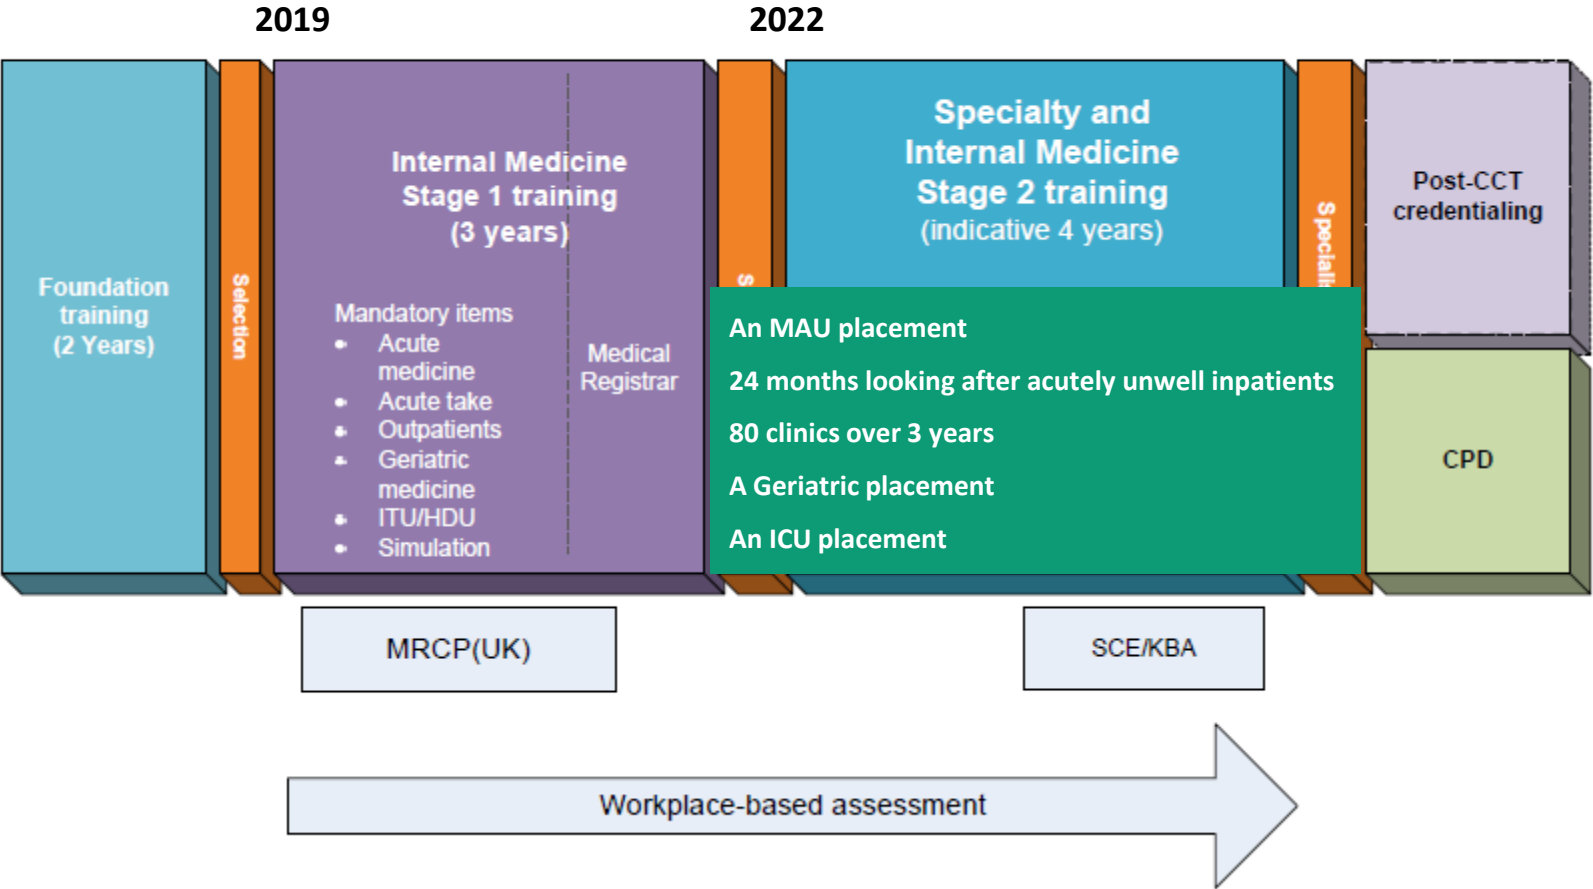 2019
2022
Foundation
training
(2 Years)
Selection
Internal Medicine
Stage 1 training
(3 years)
Mandatory items
• Acute
medicine
• Acute take
• Outpatients
• Geriatric
medicine
• ITU/HDU
• Simulation
Medical
Registrar
Specialty and
Internal Medicine
Stage 2 training
(indicative 4 years)
An MAU placement
24 months looking after acutely unwell inpatients
80 clinics over 3 years
A Geriatric placement
An ICU placement
Post-CCT
credentialing
CPD
MRCP(UK)
SCE/KBA
Workplace-based assessment